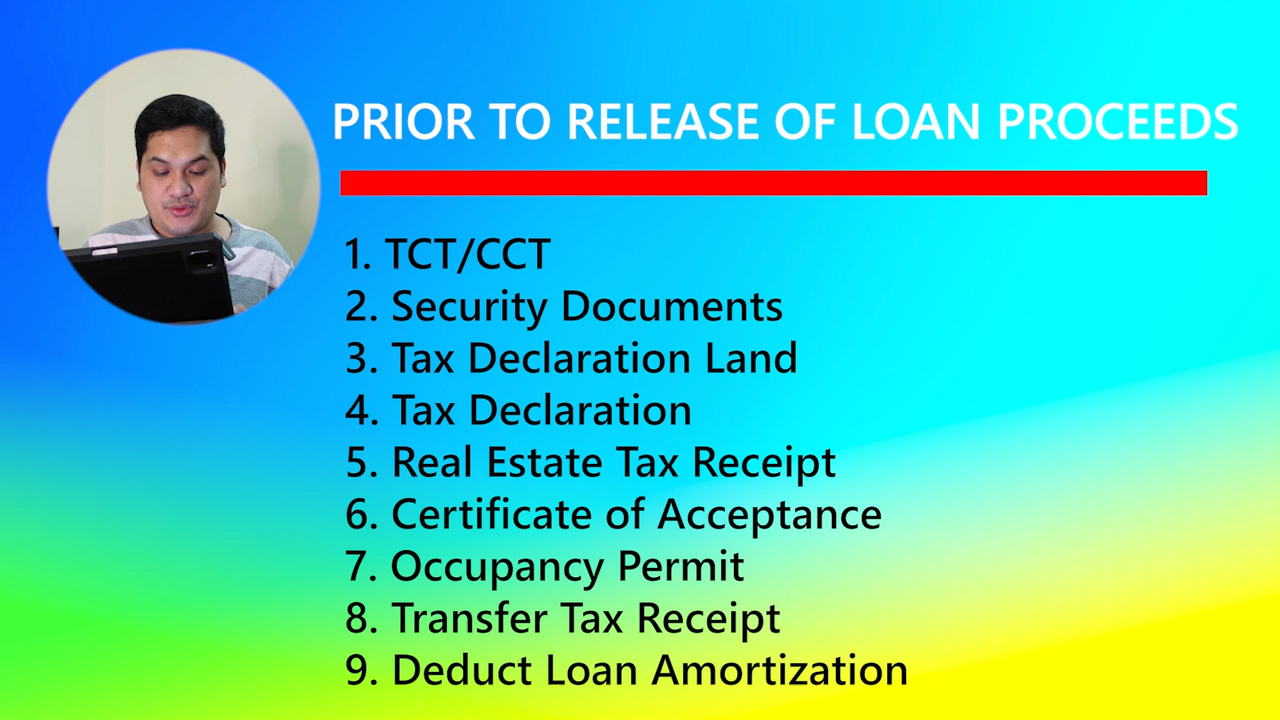 PRIOR TO RELEASE OF LOAN PROCEEDS
1. TCT/CCT
2. Security Documents
3. Tax Declaration Land
4. Tax Declaration
5. Real Estate Tax Receipt
6. Certificate of Acceptance
7. Occupancy Permit
8. Transfer Tax Receipt
9. Deduct Loan Amortization